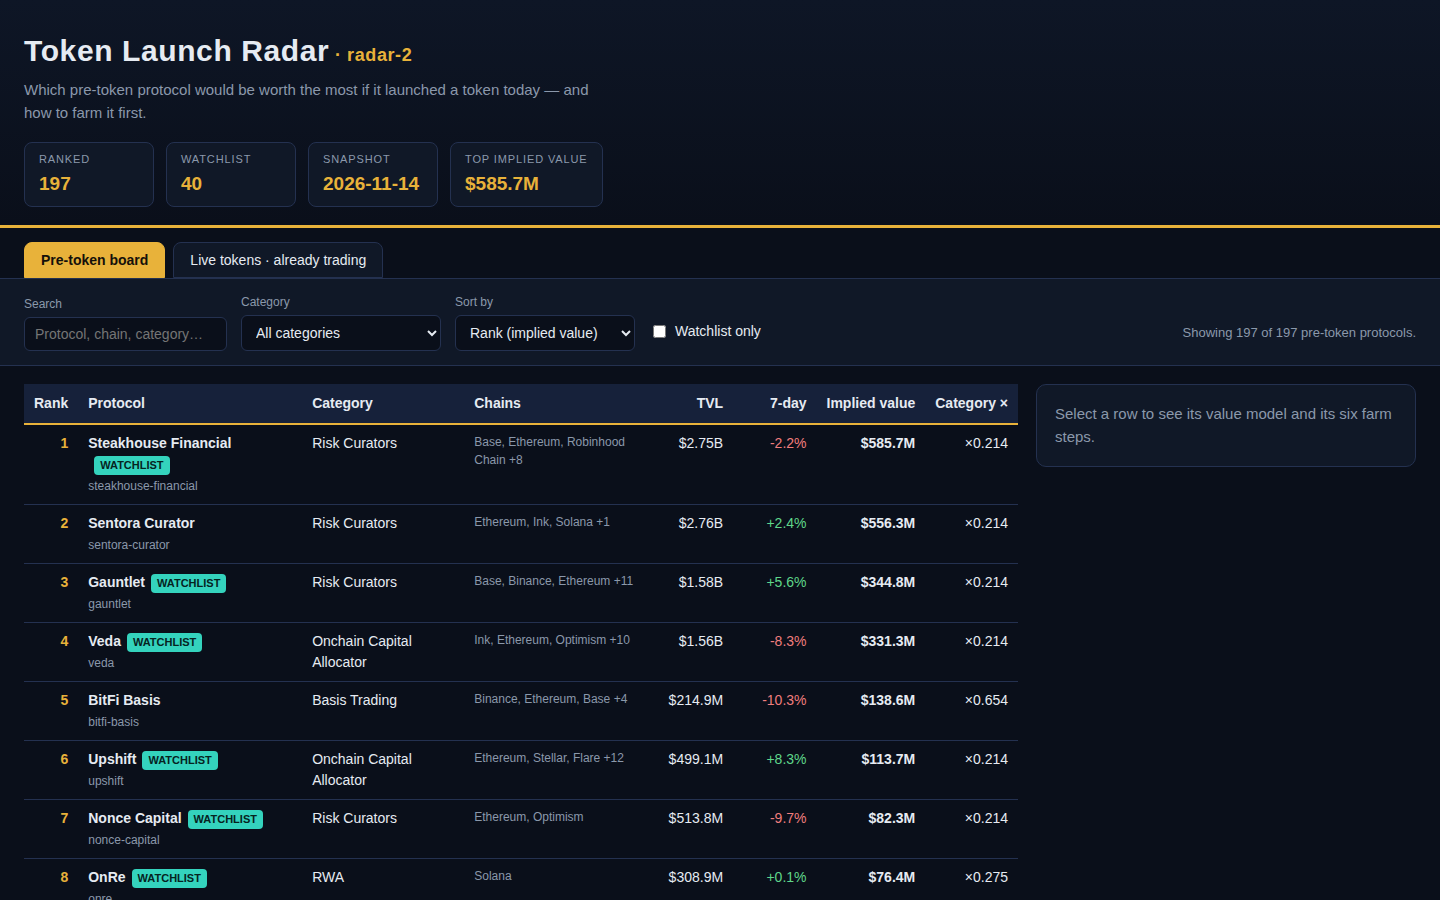 Token Launch Radar · radar-2
Which pre-token protocol would be worth the most if it launched a token today — and
how to farm it first.
RANKED
197
WATCHLIST
40
SNAPSHOT
2026-11-14
TOP IMPLIED VALUE
$585.7M
Pre-token board
Live tokens · already trading
Search
Protocol, chain, category…
Category
All categories
Sort by
Rank (implied value)
Watchlist only
Showing 197 of 197 pre-token protocols.
Rank Protocol Category Chains TVL 7-day Implied value Category ×
1 Steakhouse Financial Risk Curators Base, Ethereum, Robinhood $2.75B -2.2% $585.7M ×0.214
WATCHLIST Chain +8
steakhouse-financial
2 Sentora Curator Risk Curators Ethereum, Ink, Solana +1 $2.76B +2.4% $556.3M ×0.214
sentora-curator
3 Gauntlet WATCHLIST Risk Curators Base, Binance, Ethereum +11 $1.58B +5.6% $344.8M ×0.214
gauntlet
4 Veda WATCHLIST Onchain Capital Ink, Ethereum, Optimism +10 $1.56B -8.3% $331.3M ×0.214
veda Allocator
5 BitFi Basis Basis Trading Binance, Ethereum, Base +4 $214.9M -10.3% $138.6M ×0.654
bitfi-basis
6 Upshift WATCHLIST Onchain Capital Ethereum, Stellar, Flare +12 $499.1M +8.3% $113.7M ×0.214
upshift Allocator
7 Nonce Capital WATCHLIST Risk Curators Ethereum, Optimism $513.8M -9.7% $82.3M ×0.214
nonce-capital
8 OnRe WATCHLIST RWA Solana $308.9M +0.1% $76.4M ×0.275
onre
Select a row to see its value model and its six farm
steps.